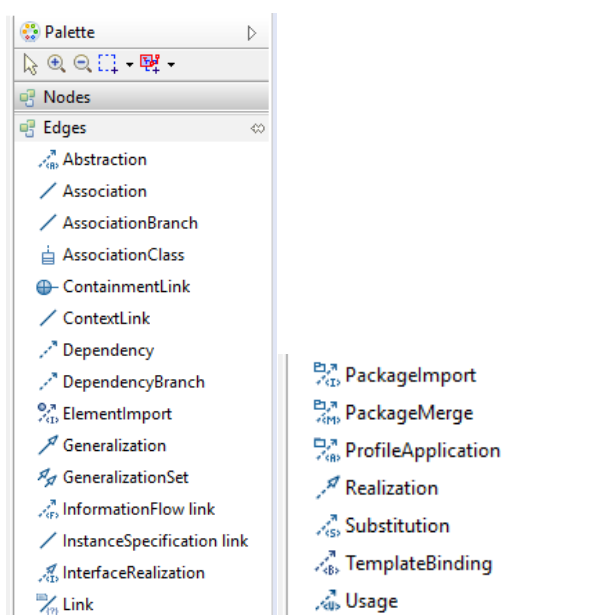 Palette
Nodes
Edges
Abstraction
Association
AssociationBranch
AssociationClass
ContainmentLink
ContextLink
Dependency
DependencyBranch
ElementImport
Generalization
GeneralizationSet
InformationFlow link
InstanceSpecification link
InterfaceRealization
Link
PackageImport
PackageMerge
ProfileApplication
Realization
Substitution
TemplateBinding
Usage